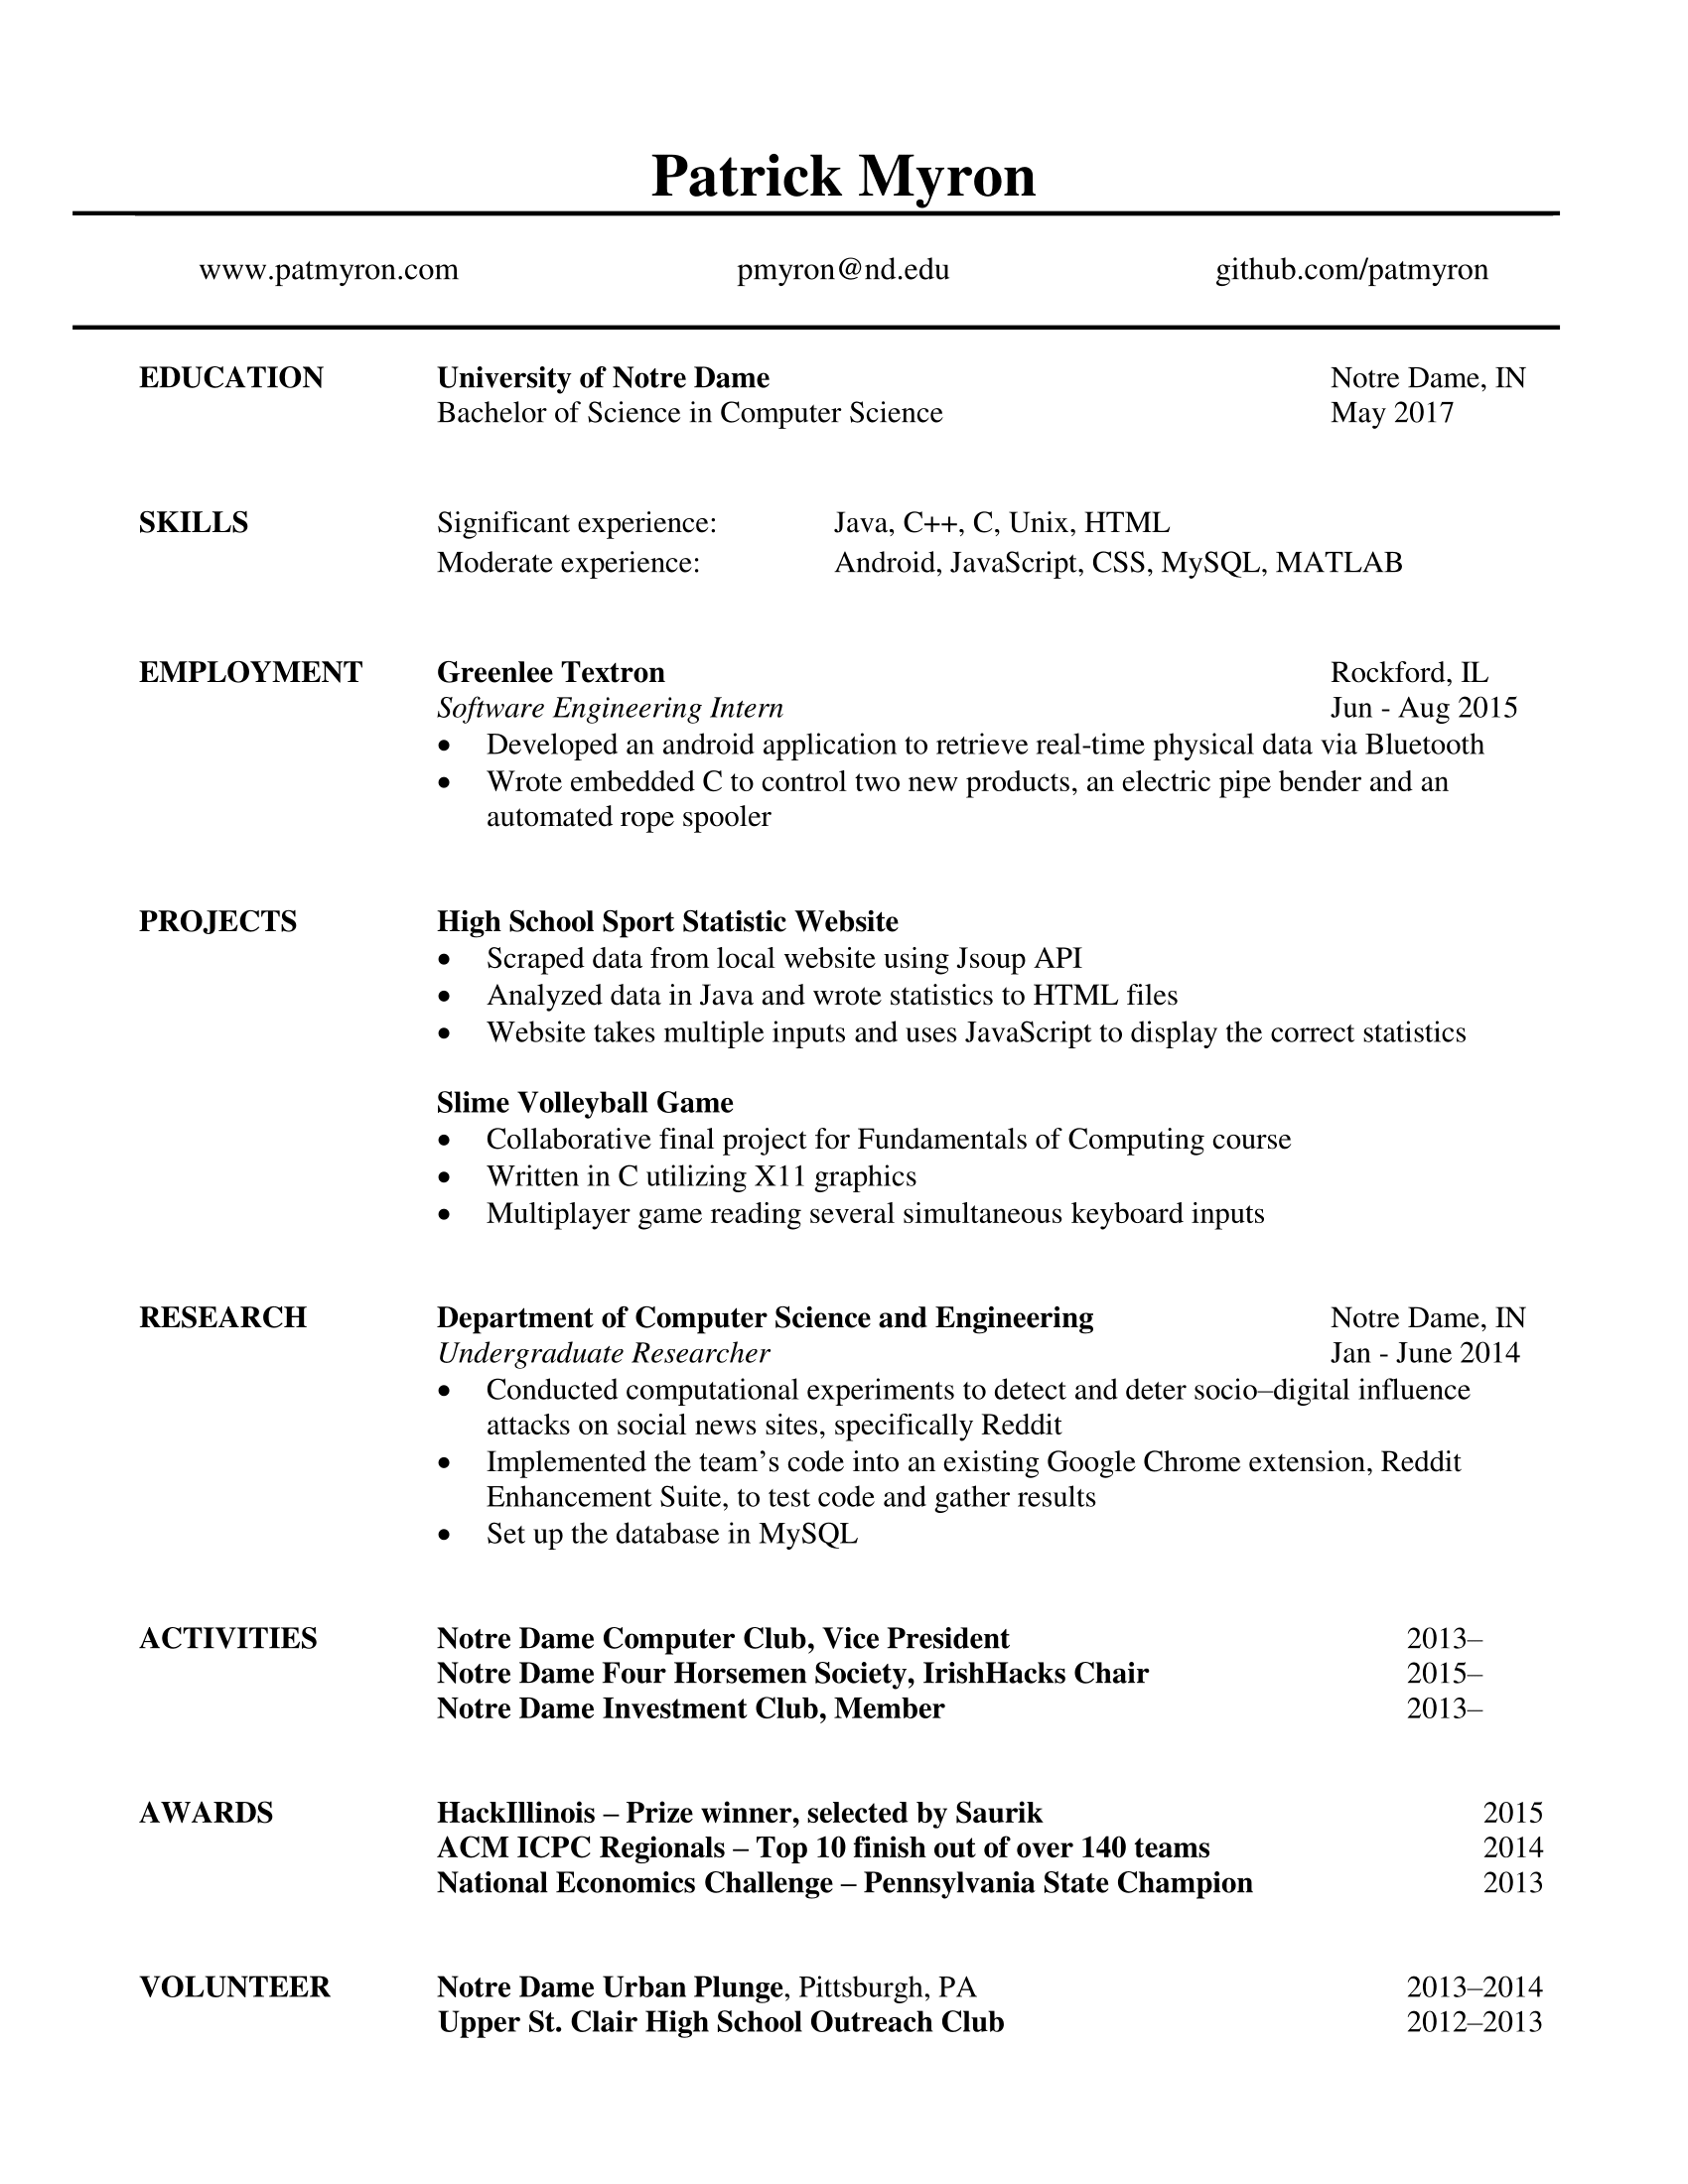 Patrick Myron
www.patmyron.com pmyron@nd.edu github.com/patmyron
EDUCATION University of Notre Dame Notre Dame, IN
Bachelor of Science in Computer Science May 2017
SKILLS Significant experience: Java, C++, C, Unix, HTML
Moderate experience: Android, JavaScript, CSS, MySQL, MATLAB
EMPLOYMENT Greenlee Textron Rockford, IL
Software Engineering Intern Jun - Aug 2015
• Developed an android application to retrieve real-time physical data via Bluetooth
• Wrote embedded C to control two new products, an electric pipe bender and an
automated rope spooler
PROJECTS High School Sport Statistic Website
• Scraped data from local website using Jsoup API
• Analyzed data in Java and wrote statistics to HTML files
• Website takes multiple inputs and uses JavaScript to display the correct statistics
Slime Volleyball Game
• Collaborative final project for Fundamentals of Computing course
• Written in C utilizing X11 graphics
• Multiplayer game reading several simultaneous keyboard inputs
RESEARCH Department of Computer Science and Engineering Notre Dame, IN
Undergraduate Researcher Jan - June 2014
• Conducted computational experiments to detect and deter socio–digital influence
attacks on social news sites, specifically Reddit
• Implemented the team’s code into an existing Google Chrome extension, Reddit
Enhancement Suite, to test code and gather results
• Set up the database in MySQL
ACTIVITIES Notre Dame Computer Club, Vice President 2013–
Notre Dame Four Horsemen Society, IrishHacks Chair 2015–
Notre Dame Investment Club, Member 2013–
AWARDS HackIllinois – Prize winner, selected by Saurik 2015
ACM ICPC Regionals – Top 10 finish out of over 140 teams 2014
National Economics Challenge – Pennsylvania State Champion 2013
VOLUNTEER Notre Dame Urban Plunge, Pittsburgh, PA 2013–2014
Upper St. Clair High School Outreach Club 2012–2013